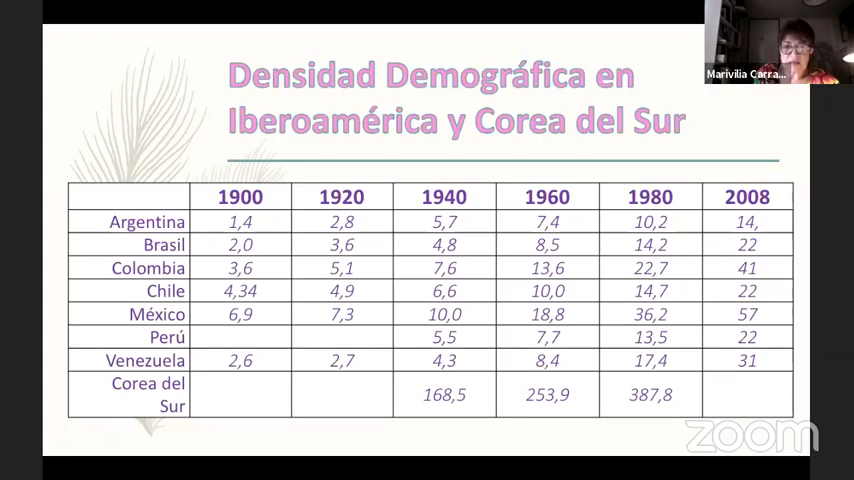 Marivilia Carra...
Densidad Demográfica en
Iberoamérica y Corea del Sur
1900 1920 1940 1960 1980 2008
Argentina 1,4 2,8 5,7 7,4 10,2 14,
Brasil 2,0 3,6 4,8 8,5 14,2 22
Colombia 3,6 5,1 7,6 13,6 22,7 41
Chile 4,34 4,9 6,6 10,0 14,7 22
México 6,9 7,3 10,0 18,8 36,2 57
Perú 5,5 7,7 13,5 22
Venezuela 2,6 2,7 4,3 8,4 17,4 31
Corea del
Sur 168,5 253,9 387,8
zoom